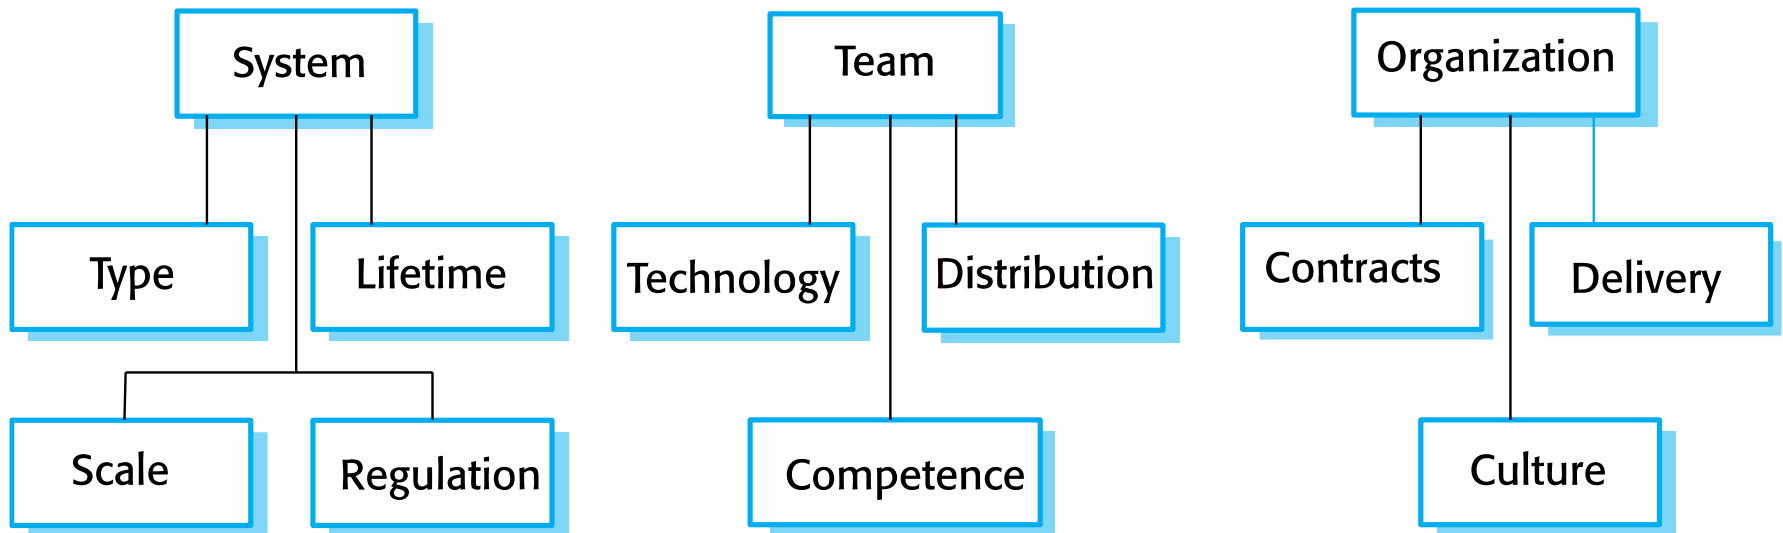 System
Team
Organization
Type
Lifetime
Technology
Distribution
Contracts
Delivery
Scale
Regulation
Competence
Culture